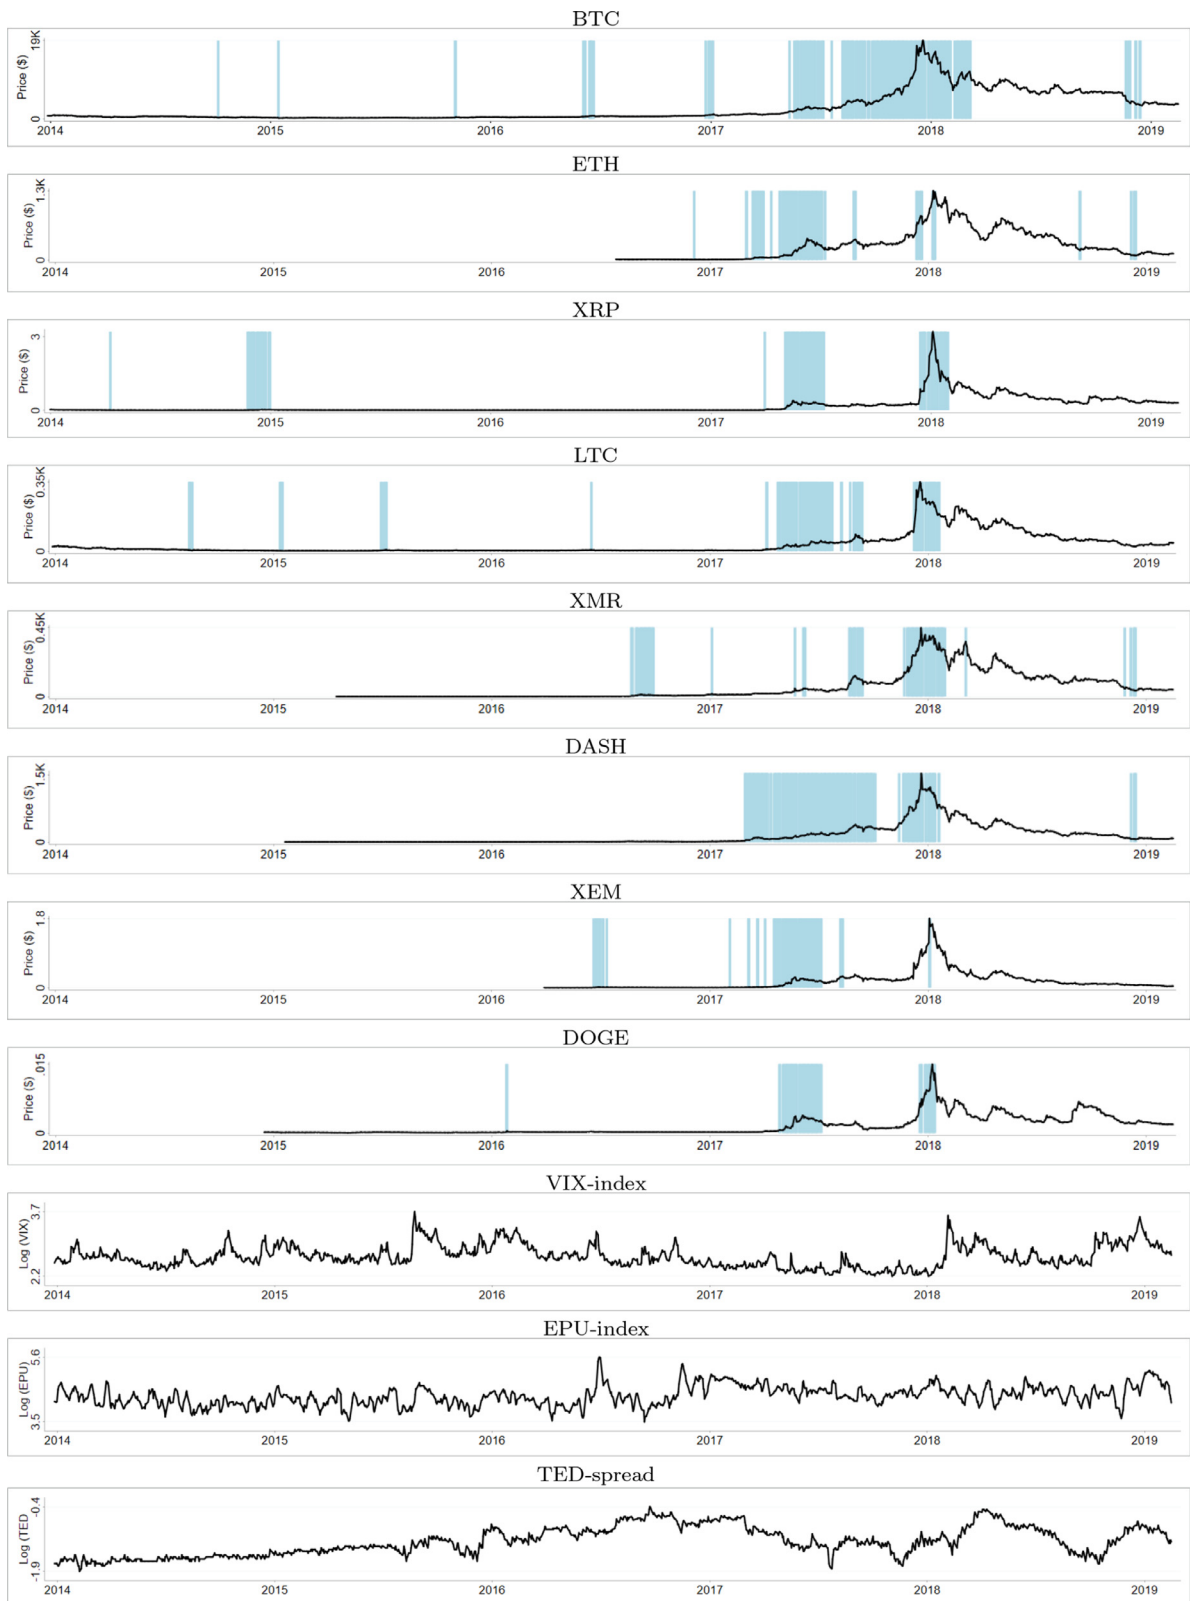 BTC
Price ($)
19K
0
2014 2015 2016 2017 2018 2019
ETH
Price ($)
1.3K
0
2014 2015 2016 2017 2018 2019
XRP
Price ($)
3
0
2014 2015 2016 2017 2018 2019
LTC
Price ($)
0.35K
0
2014 2015 2016 2017 2018 2019
XMR
Price ($)
0.45K
0
2014 2015 2016 2017 2018 2019
DASH
Price ($)
1.5K
0
2014 2015 2016 2017 2018 2019
XEM
Price ($)
1.8
0
2014 2015 2016 2017 2018 2019
DOGE
Price ($)
.015
0
2014 2015 2016 2017 2018 2019
VIX-index
Log (VIX)
3.7
2.2
2014 2015 2016 2017 2018 2019
EPU-index
Log (EPU)
5.6
3.5
2014 2015 2016 2017 2018 2019
TED-spread
Log (TED
-0.4
-1.9
2014 2015 2016 2017 2018 2019